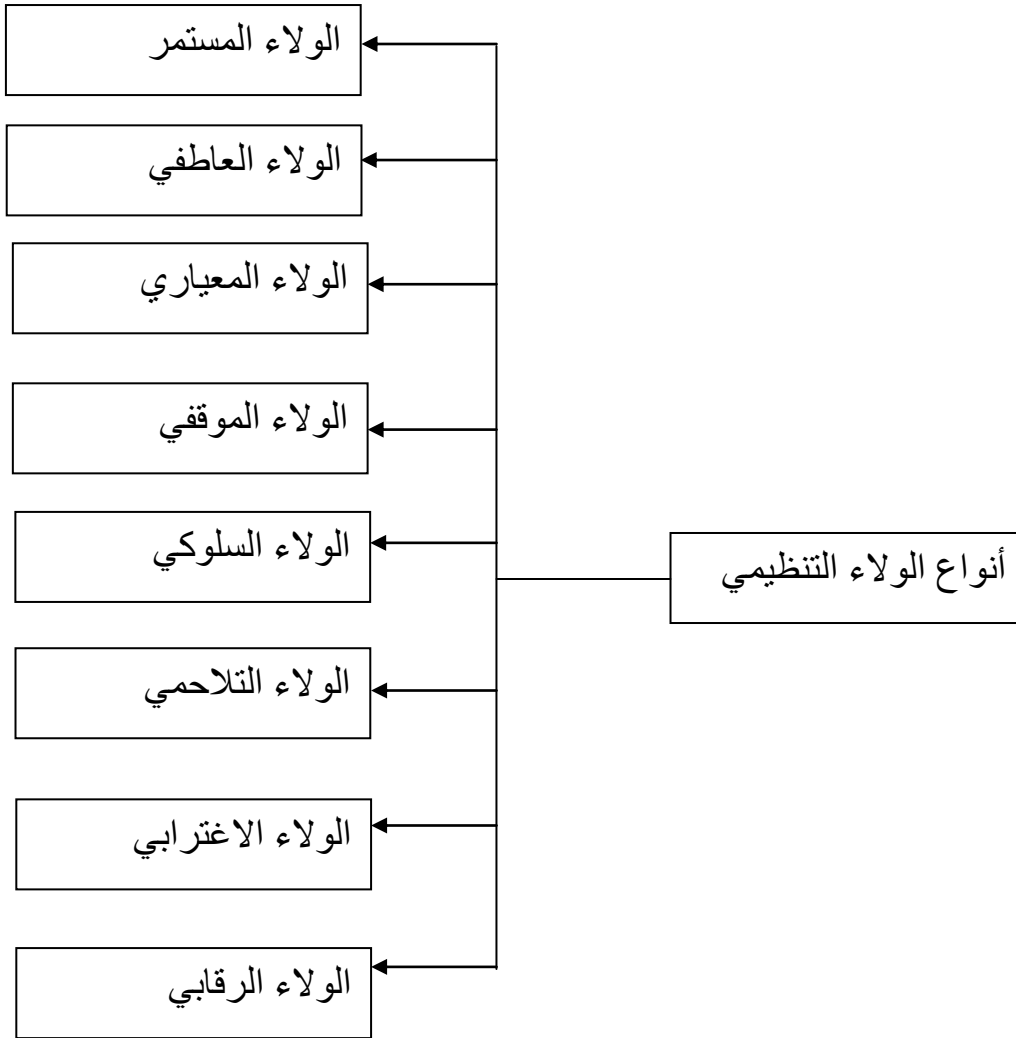 أنواع الولاء التنظيمي
الولاء المستمر
الولاء العاطفي
الولاء المعياري
الولاء الموقفي
الولاء السلوكي
الولاء التلاحمي
الولاء الاغترابي
الولاء الرقابي